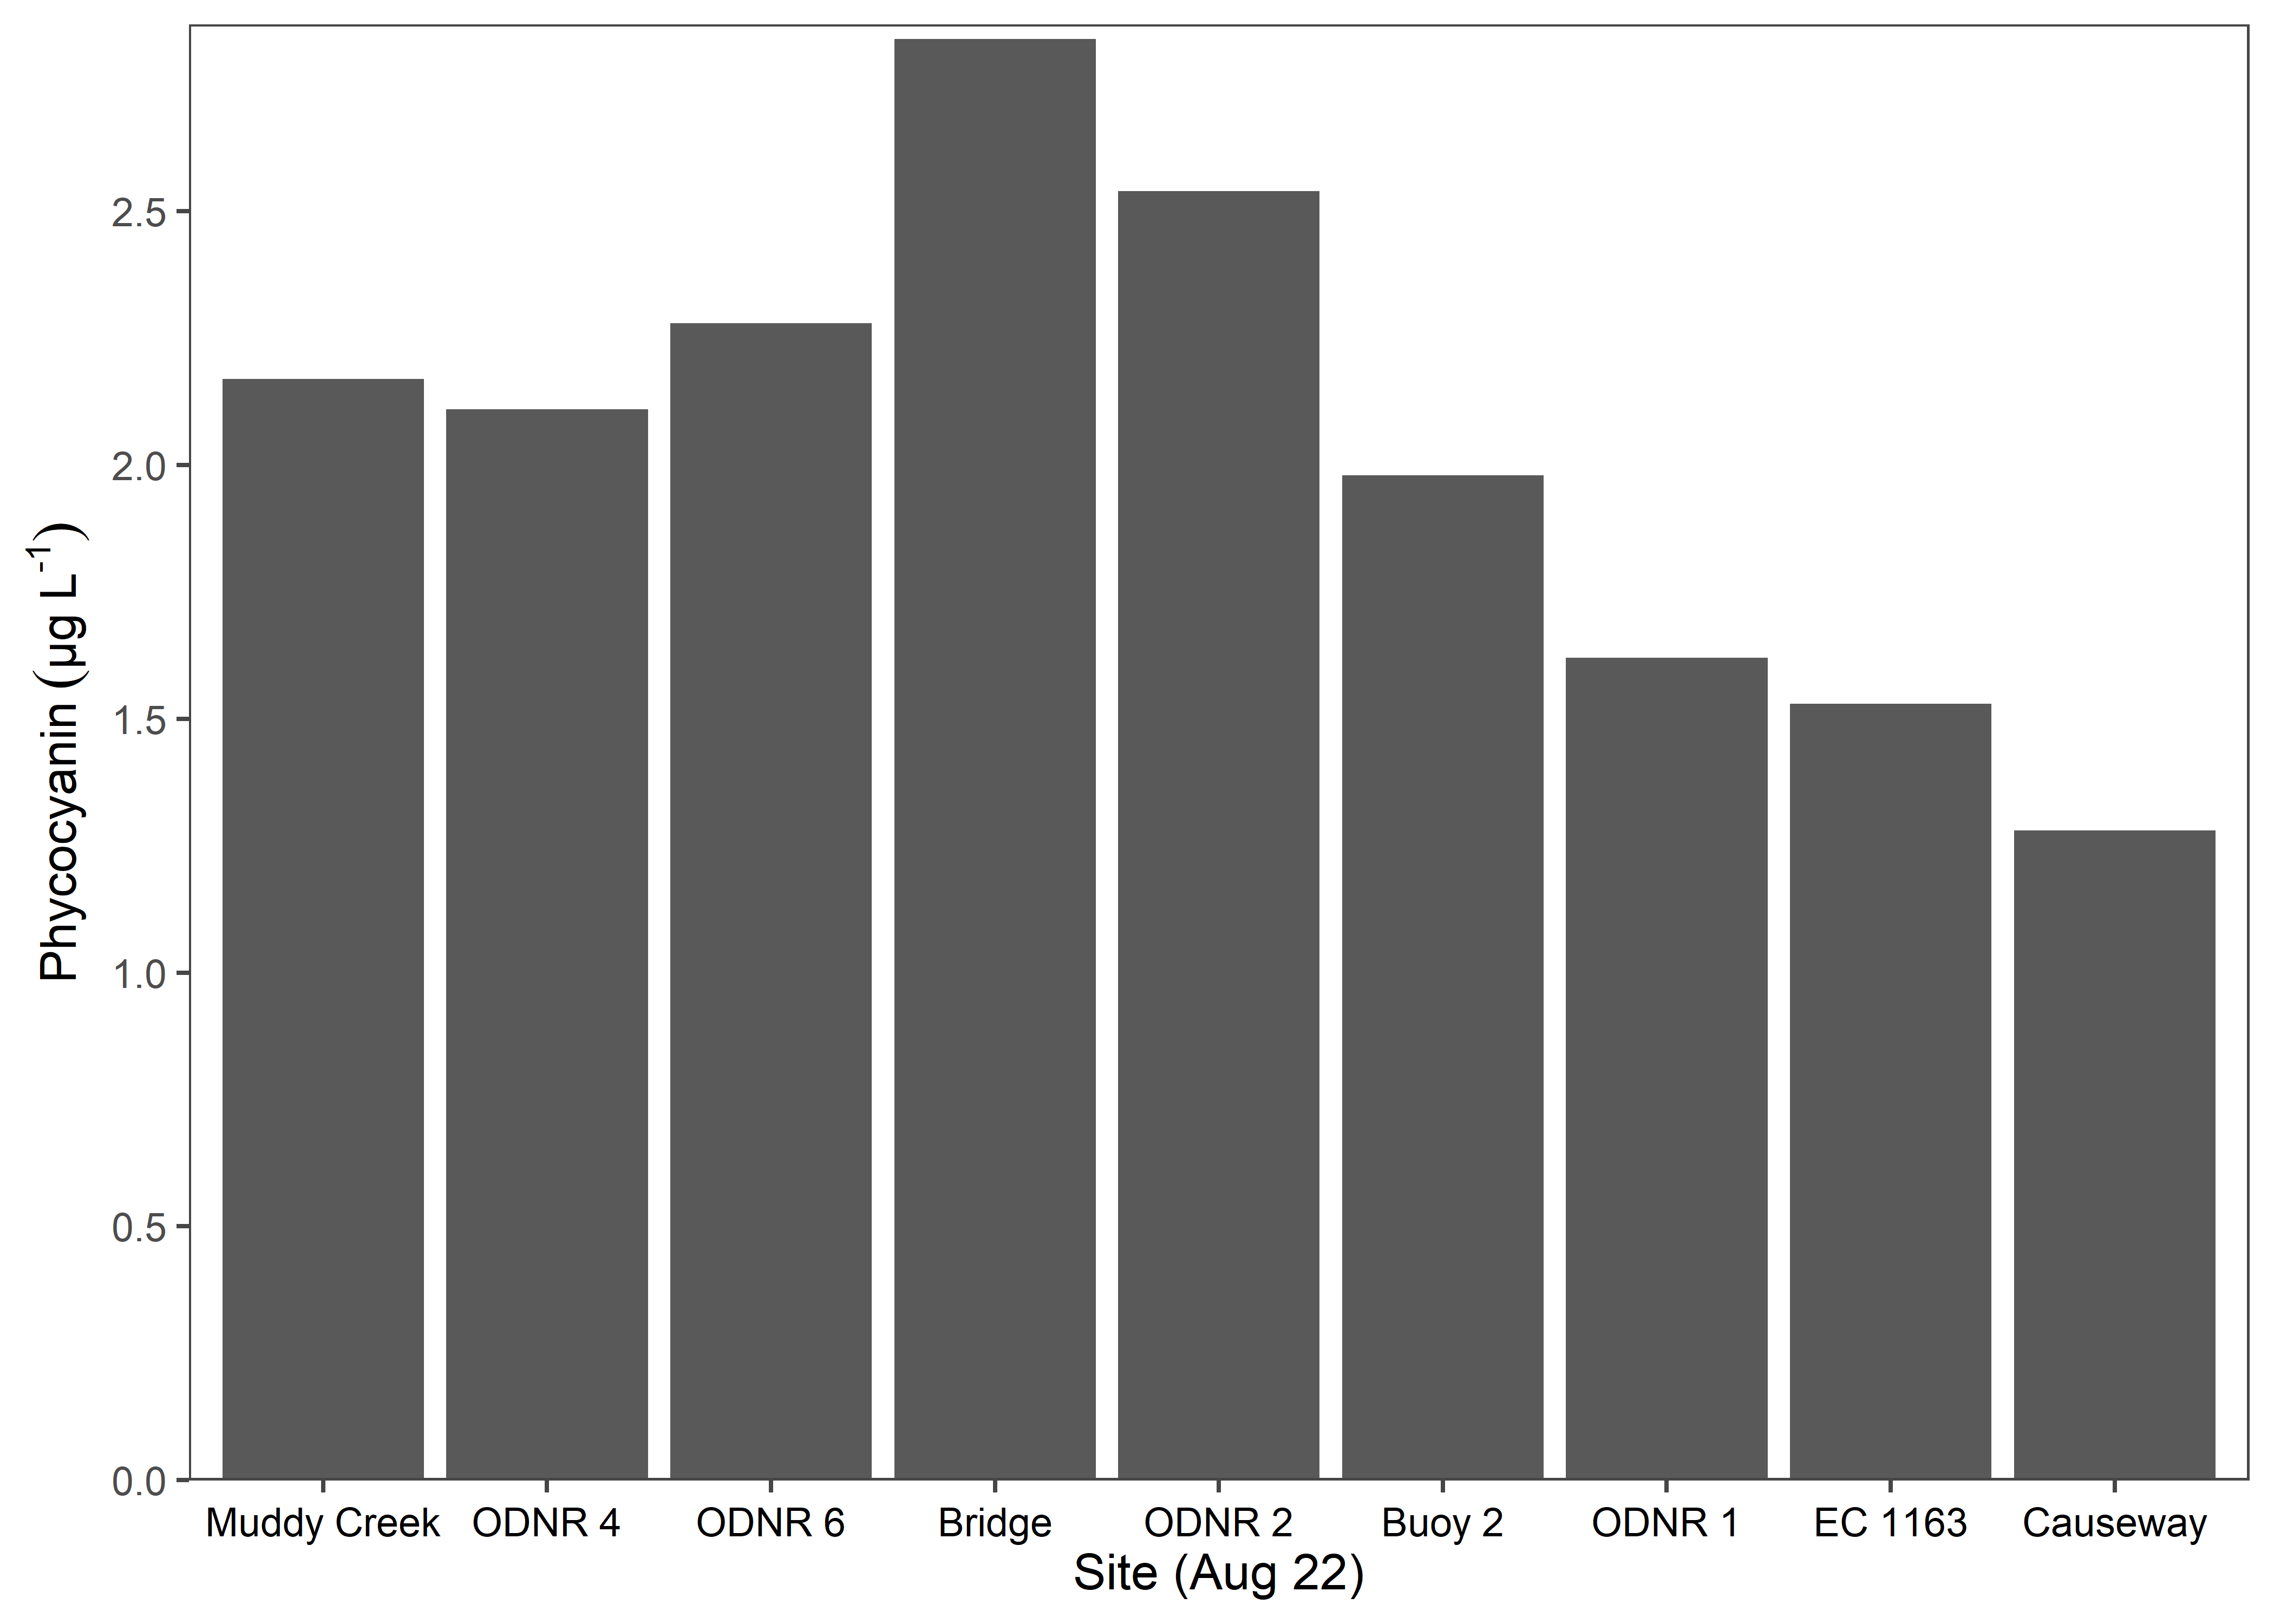 Phycocyanin (µg L-1)
2.5
2.0
1.5
1.0
0.5
0.0
Muddy Creek ODNR 4 ODNR 6 Bridge ODNR 2 Buoy 2 ODNR 1 EC 1163 Causeway
Site (Aug 22)